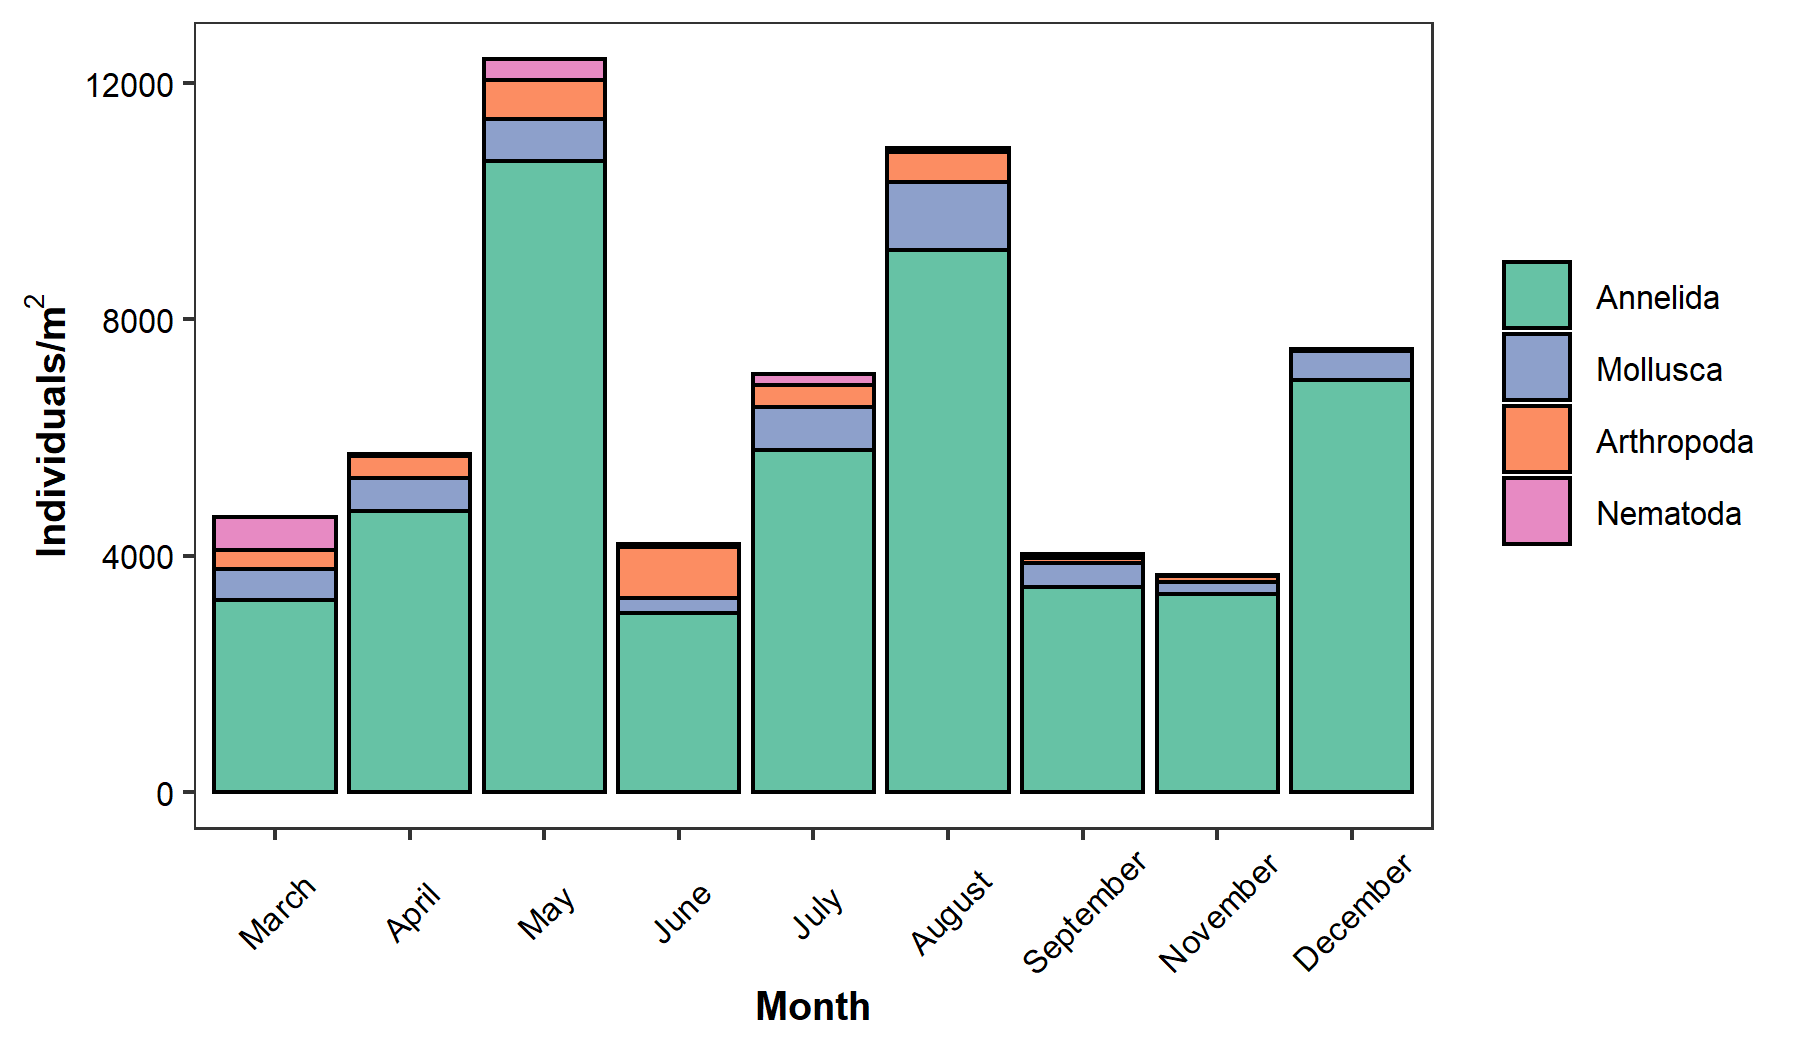 Individuals/m²
12000
8000
4000
0
March
April
May
June
July
August
September
November
December
Month
Annelida
Mollusca
Arthropoda
Nematoda